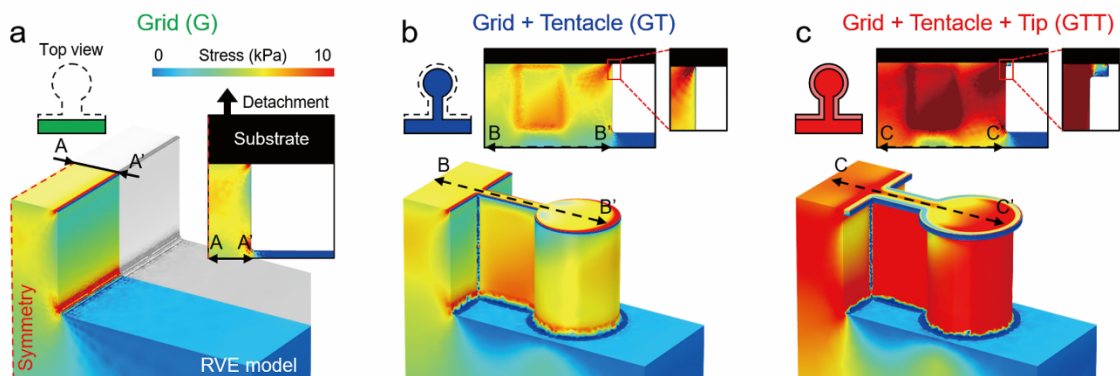 a
Grid (G)
Top view
0 Stress (kPa) 10
Detachment
Substrate
A A'
A A'
Symmetry
RVE model
b
Grid + Tentacle (GT)
B B'
B B'
c
Grid + Tentacle + Tip (GTT)
C C'
C C'